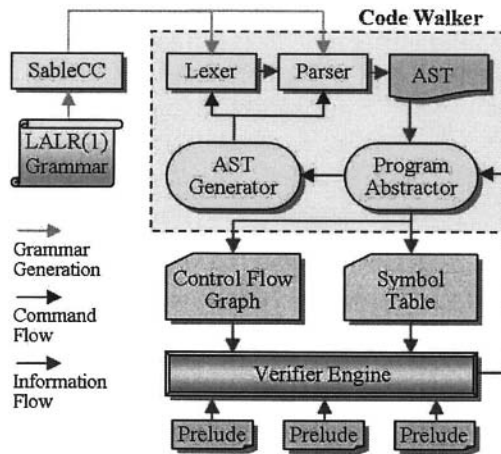 Code Walker
SableCC
Lexer
Parser
AST
LALR(1)
Grammar
AST
Generator
Program
Abstractor
Grammar
Generation
Command
Flow
Information
Flow
Control Flow
Graph
Symbol
Table
Verifier Engine
Prelude
Prelude
Prelude